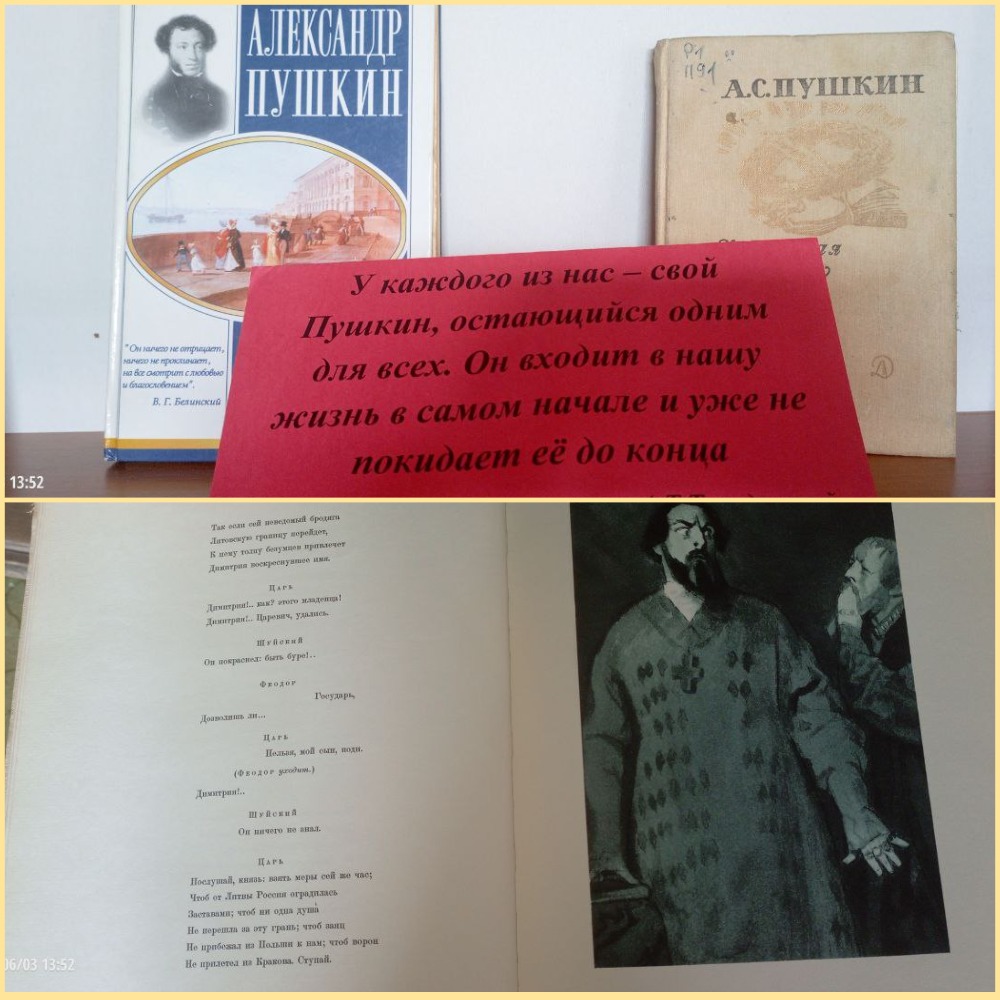 АЛЕКСАНДР
ПУШКИН
"Он ничего не отрицает,
ничего не проклинает,
на все смотрит с любовью
и благословением".
В. Г. Белинский
Р1
П91
А.С.ПУШКИН
У каждого из нас – свой
Пушкин, остающийся одним
для всех. Он входит в нашу
жизнь в самом начале и уже не
покидает её до конца
13:52
Так если сей неведомый бродяга
Литовскую границу перейдет,
К нему толпу безумцев привлечет
Димитрия воскреснувшее имя.
Царь
Димитрия!.. как? этого младенца!
Димитрия!.. Царевич, удались.
Шуйский
Он покраснел: быть буре!..
Феодор
Государь,
Дозволишь ли...
Царь
Нельзя, мой сын, поди.
(Феодор уходит.)
Димитрия!..
Шуйский
Он ничего не знал.
Царь
Послушай, князь: взять меры сей же час;
Чтоб от Литвы Россия оградилась
Заставами; чтоб ни одна душа
Не перешла за эту грань; чтоб заяц
Не прибежал из Польши к нам; чтоб ворон
Не прилетел из Кракова. Ступай.
06/03 13:52